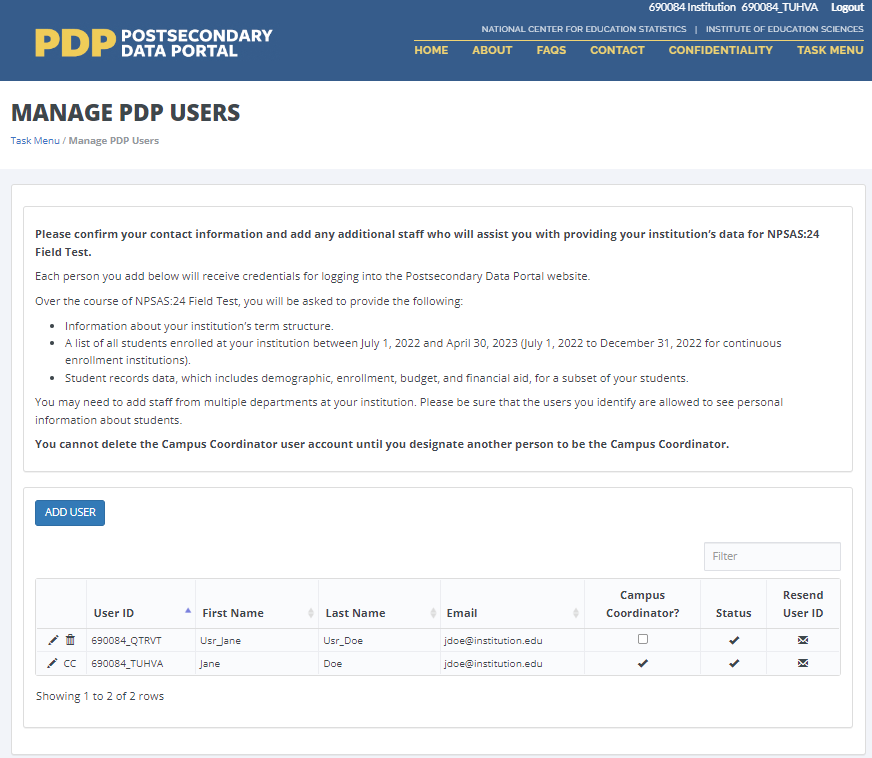 690084 Institution 690084_TUHVA Logout
PDP POSTSECONDARY DATA PORTAL
NATIONAL CENTER FOR EDUCATION STATISTICS | INSTITUTE OF EDUCATION SCIENCES
HOME ABOUT FAQS CONTACT CONFIDENTIALITY TASK MENU
MANAGE PDP USERS
Task Menu / Manage PDP Users
Please confirm your contact information and add any additional staff who will assist you with providing your institution's data for NPSAS:24
Field Test.
Each person you add below will receive credentials for logging into the Postsecondary Data Portal website.
Over the course of NPSAS:24 Field Test, you will be asked to provide the following:
• Information about your institution's term structure.
• A list of all students enrolled at your institution between July 1, 2022 and April 30, 2023 (July 1, 2022 to December 31, 2022 for continuous
enrollment institutions).
• Student records data, which includes demographic, enrollment, budget, and financial aid, for a subset of your students.
You may need to add staff from multiple departments at your institution. Please be sure that the users you identify are allowed to see personal
information about students.
You cannot delete the Campus Coordinator user account until you designate another person to be the Campus Coordinator.
ADD USER
Filter
User ID First Name Last Name Email Campus Coordinator? Status Resend User ID
690084_QTRVT Usr_Jane Usr_Doe jdoe@institution.edu
CC 690084_TUHVA Jane Doe jdoe@institution.edu
Showing 1 to 2 of 2 rows